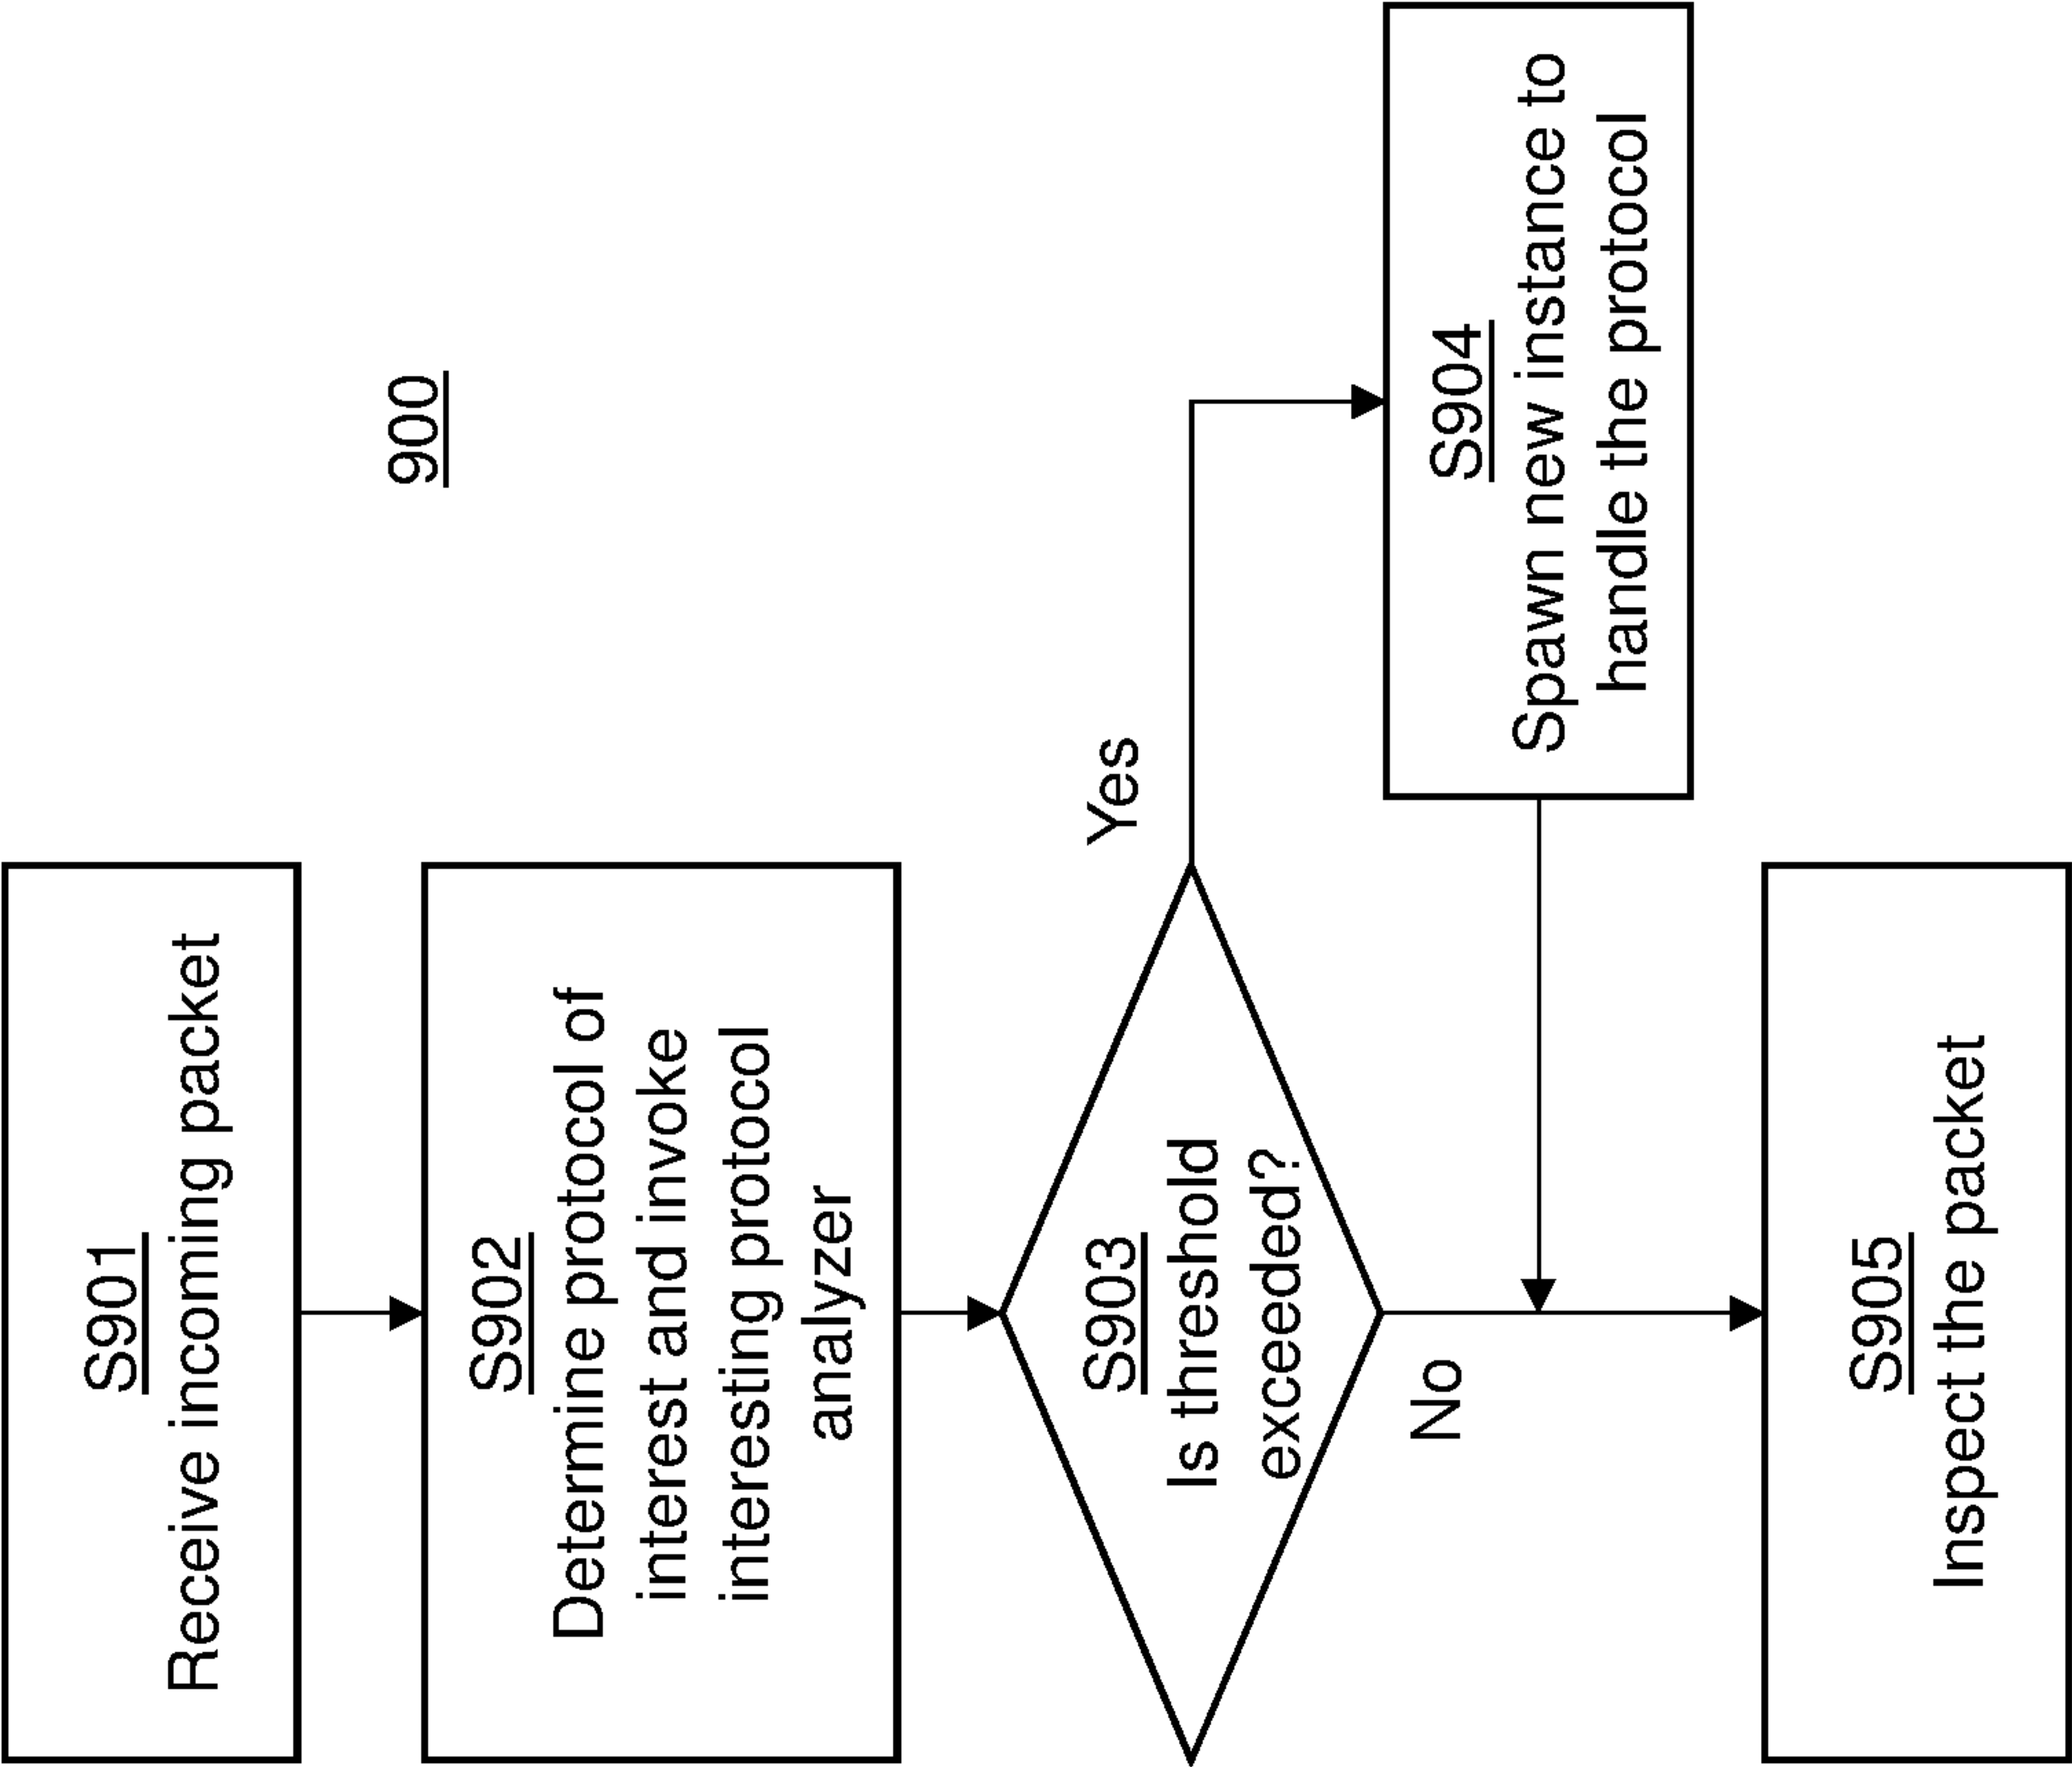 900
S901
Receive incoming packet
S902
Determine protocol of
interest and invoke
interesting protocol
analyzer
S903
Is threshold
exceeded?
Yes
No
S904
Spawn new instance to
handle the protocol
S905
Inspect the packet